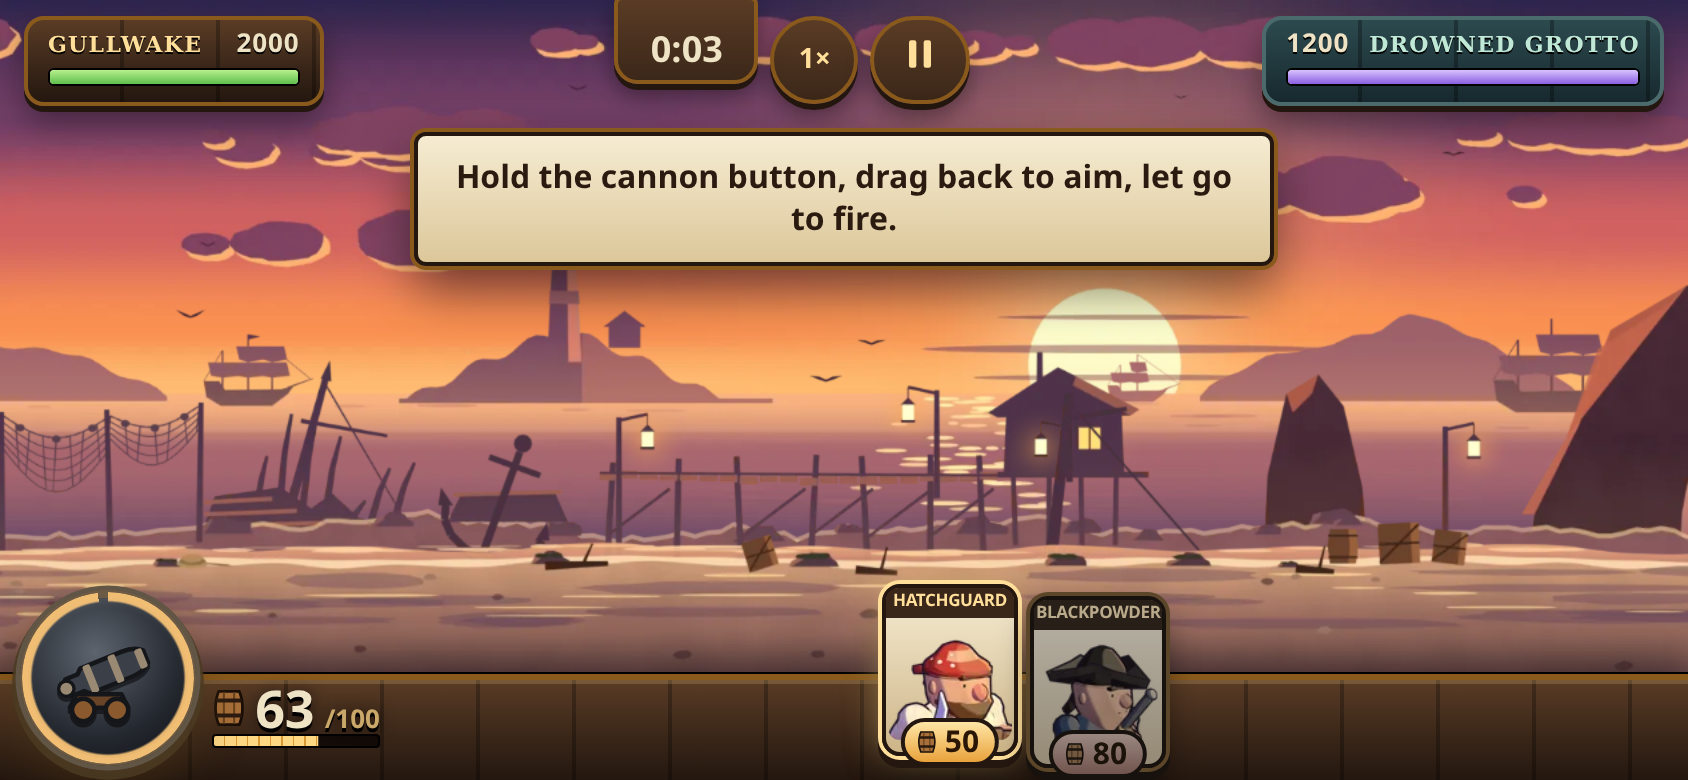 GULLWAKE 2000
0:03
1×
1200 DROWNED GROTTO
Hold the cannon button, drag back to aim, let go
to fire.
HATCHGUARD
BLACKPOWDER
63 /100
50
80